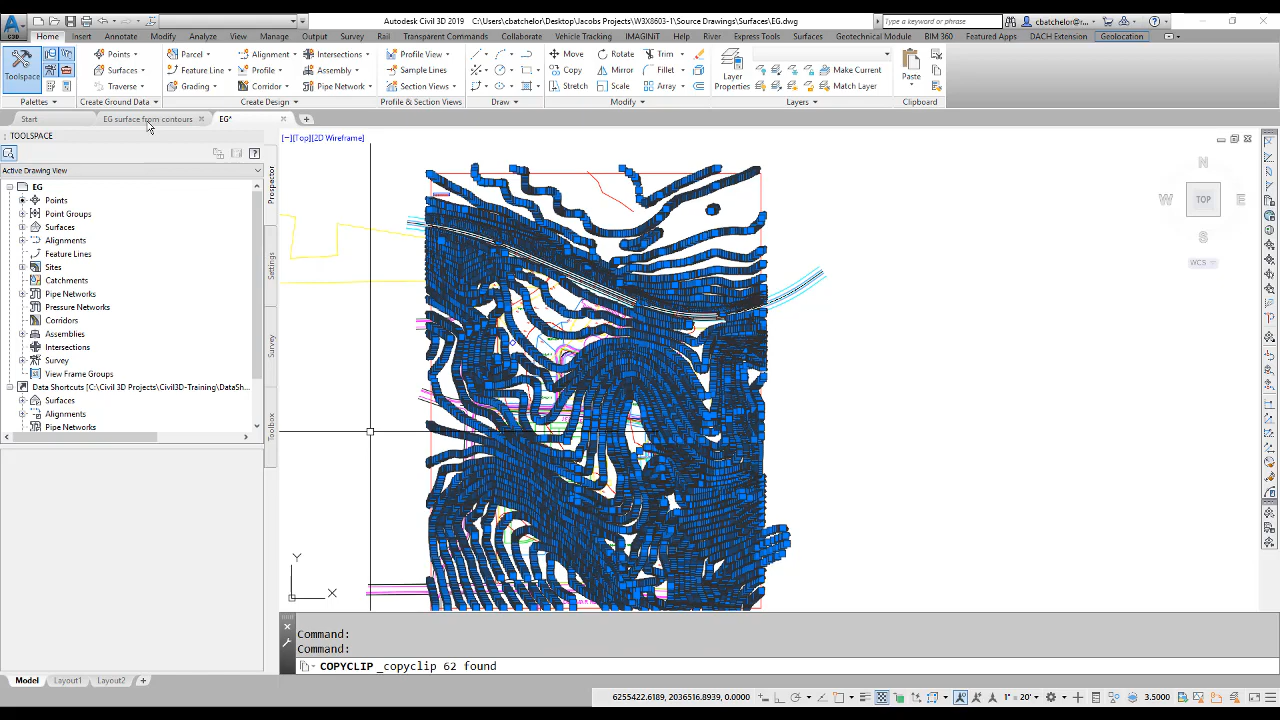 Autodesk Civil 3D 2019 C:\Users\cbatchelor\Desktop\Jacobs Projects\W3X8603-1\Source Drawings\Surfaces\EG.dwg
Type a keyword or phrase
cbatchelor@r...
C3D
Home Insert Annotate Modify Analyze View Manage Output Survey Rail Transparent Commands Collaborate Vehicle Tracking IMAGINiT Help River Express Tools Surfaces Geotechnical Module BIM 360 Featured Apps DACH Extension Geolocation
Points Parcel Alignment Intersections Profile View Move Rotate Trim
Toolspace Surfaces Feature Line Profile Assembly Sample Lines Copy Mirror Fillet Layer Properties Make Current Paste
Traverse Grading Corridor Pipe Network Section Views Stretch Scale Array Match Layer
Palettes Create Ground Data Create Design Profile & Section Views Draw Modify Layers Clipboard
Start EG surface from contours EG*
TOOLSPACE
[−][Top][2D Wireframe]
Active Drawing View
EG
Points
Point Groups
Surfaces
Alignments
Feature Lines
Sites
Catchments
Pipe Networks
Pressure Networks
Corridors
Assemblies
Intersections
Survey
View Frame Groups
Data Shortcuts [C:\Civil 3D Projects\Civil3D-Training\DataSh...
Surfaces
Alignments
Pipe Networks
Prospector
Settings
Survey
Toolbox
N
W TOP E
S
WCS
Y
X
Command:
Command:
COPYCLIP _copyclip 62 found
Model Layout1 Layout2
6255422.6189, 2036516.8939, 0.0000
1" = 20'
3.5000